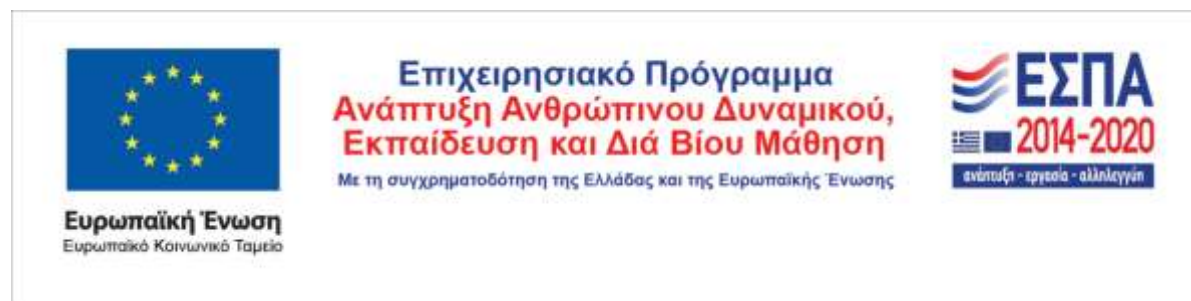 Ευρωπαϊκή Ένωση
Ευρωπαϊκό Κοινωνικό Ταμείο
Επιχειρησιακό Πρόγραμμα
Ανάπτυξη Ανθρώπινου Δυναμικού,
Εκπαίδευση και Διά Βίου Μάθηση
Με τη συγχρηματοδότηση της Ελλάδας και της Ευρωπαϊκής Ένωσης
ΕΣΠΑ
2014-2020
ανάπτυξη - εργασία - αλληλεγγύη